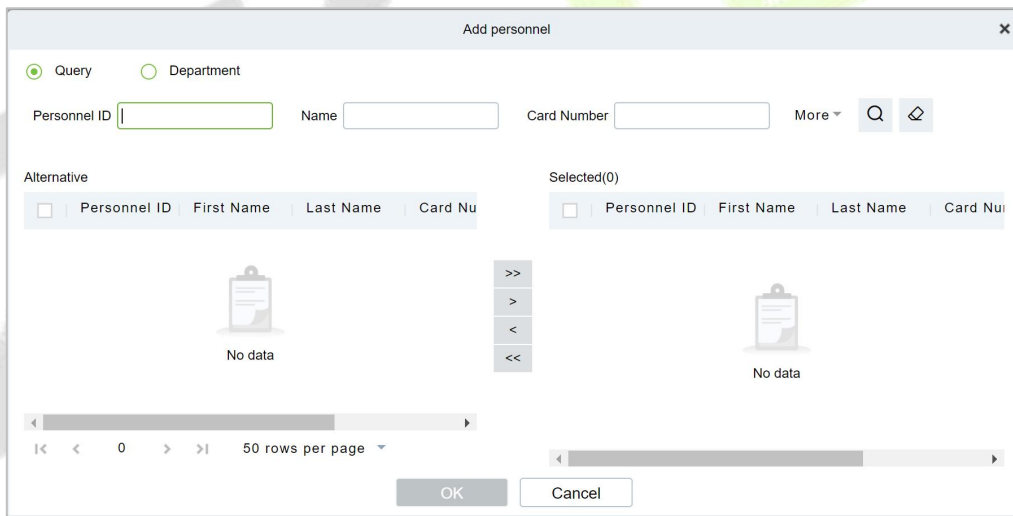 Add personnel ×
Query Department
Personnel ID Name Card Number More
Alternative
Personnel ID First Name Last Name Card Nu
No data
0 50 rows per page
Selected(0)
Personnel ID First Name Last Name Card Nu
No data
>>
>
<
<<
OK Cancel